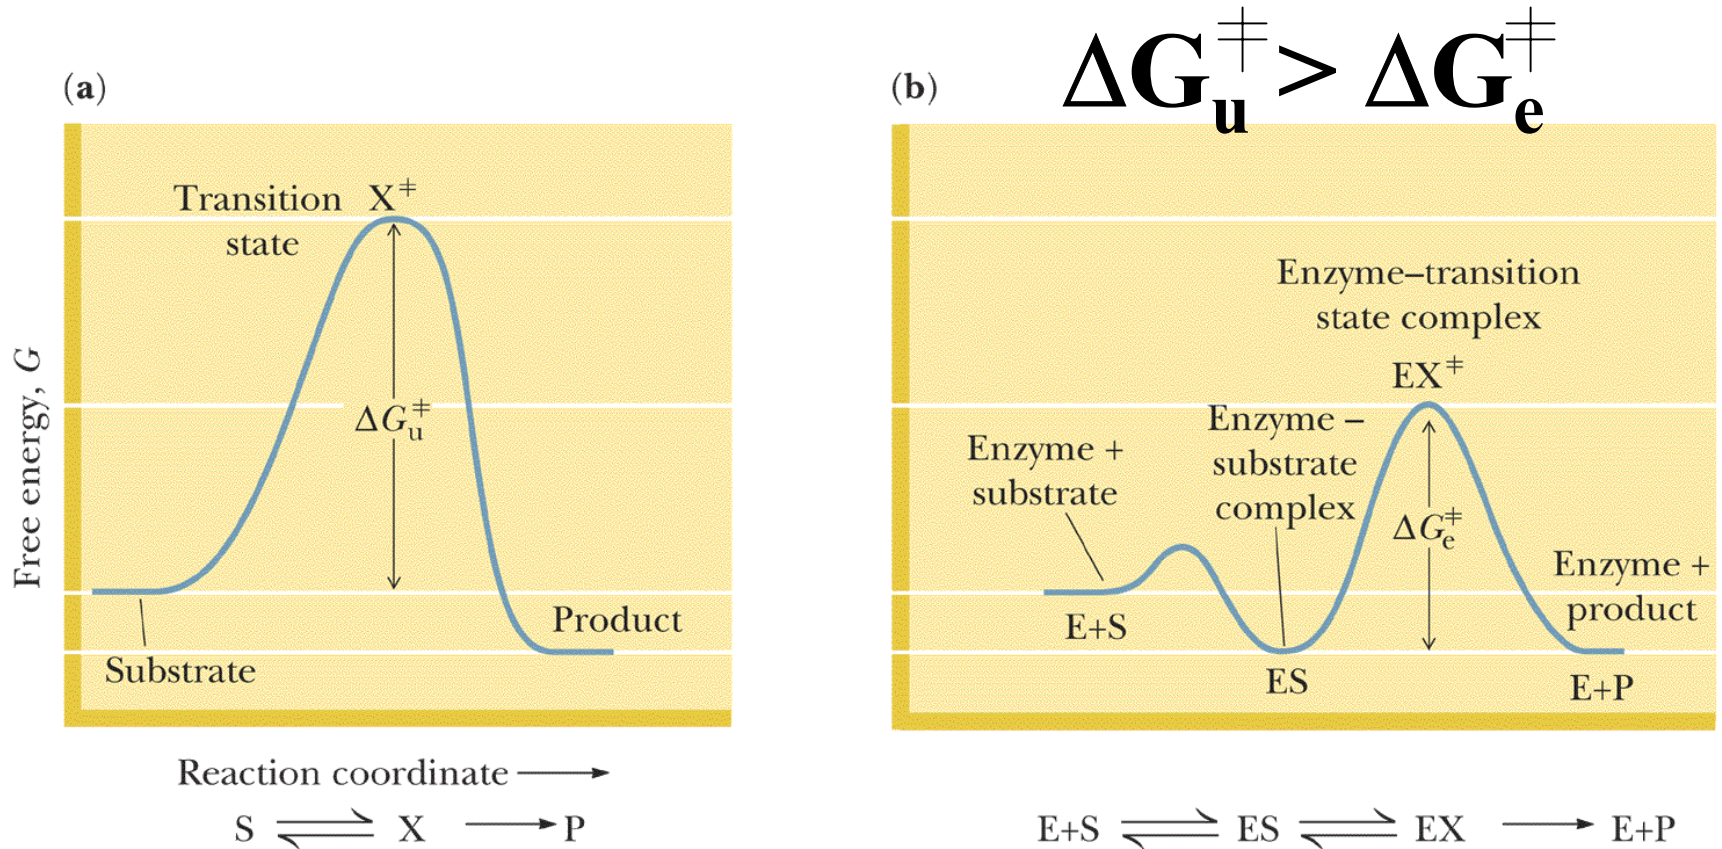 ΔG‡u > ΔG‡e
(a)
Free energy, G
Transition
state
X‡
ΔG‡u
Substrate
Product
Reaction coordinate ⟶
S ⇌ X ⟶ P
(b)
Enzyme–transition
state complex
EX‡
Enzyme +
substrate
Enzyme –
substrate
complex
ΔG‡e
Enzyme +
product
E+S
ES
E+P
E+S ⇌ ES ⇌ EX ⟶ E+P